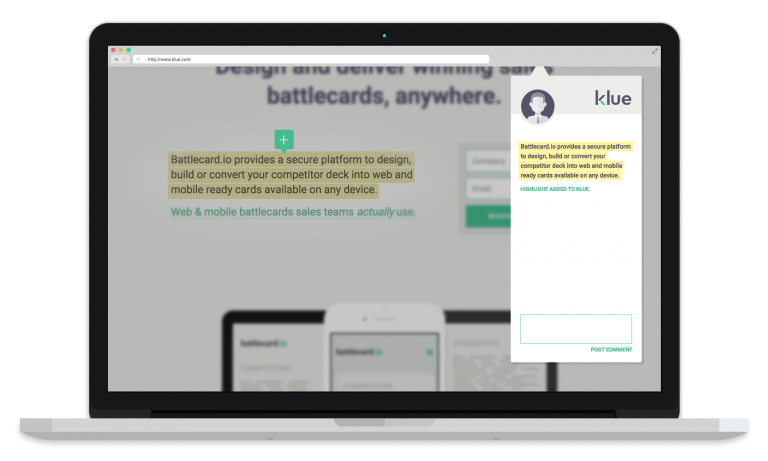 http://www.klue.com
Design and deliver winning sales
battlecards, anywhere.
+
Battlecard.io provides a secure platform to design,
build or convert your competitor deck into web and
mobile ready cards available on any device.
Web & mobile battlecards sales teams actually use.
Company
Email
battlecard.io
battlecard.io
COMPETITOR
COMPETITOR
klue
Battlecard.io provides a secure platform
to design, build or convert your
competitor deck into web and mobile
ready cards available on any device.
HIGHLIGHT ADDED TO KLUE
POST COMMENT